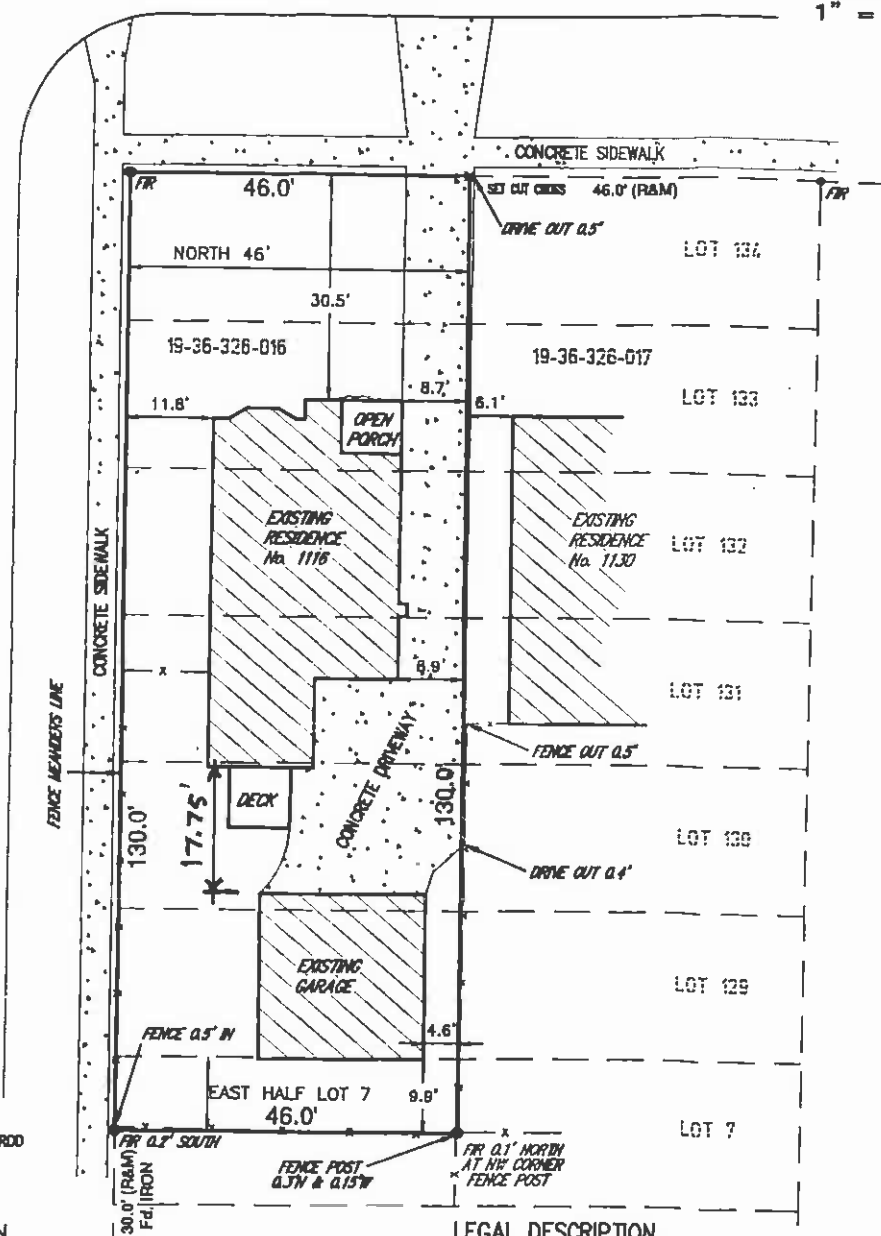 1" =
CONCRETE SIDEWALK
FIR
46.0'
SET CUT CROSS
46.0' (R&M)
FIR
DRIVE OUT 0.5'
LOT 134
NORTH 46'
30.5'
19-36-326-016
19-36-326-017
8.7'
6.1'
LOT 133
11.8'
OPEN
PORCH
EXISTING
RESIDENCE
No. 1116
EXISTING
RESIDENCE
No. 1130
LOT 132
CONCRETE SIDEWALK
LOT 131
FENCE MEANDERS LINE
FENCE OUT 0.5'
DECK
17.75'
CONCRETE DRIVEWAY
130.0'
130.0'
LOT 130
DRIVE OUT 0.4'
EXISTING
GARAGE
LOT 129
FENCE 0.5' IN
4.6'
EAST HALF LOT 7
46.0'
LOT 7
FIR 0.2' SOUTH
FENCE POST
0.3'N & 0.15'W
FIR 0.1' NORTH
AT NW CORNER
FENCE POST
30.0' (R&M)
Fd. IRON
LEGAL DESCRIPTION